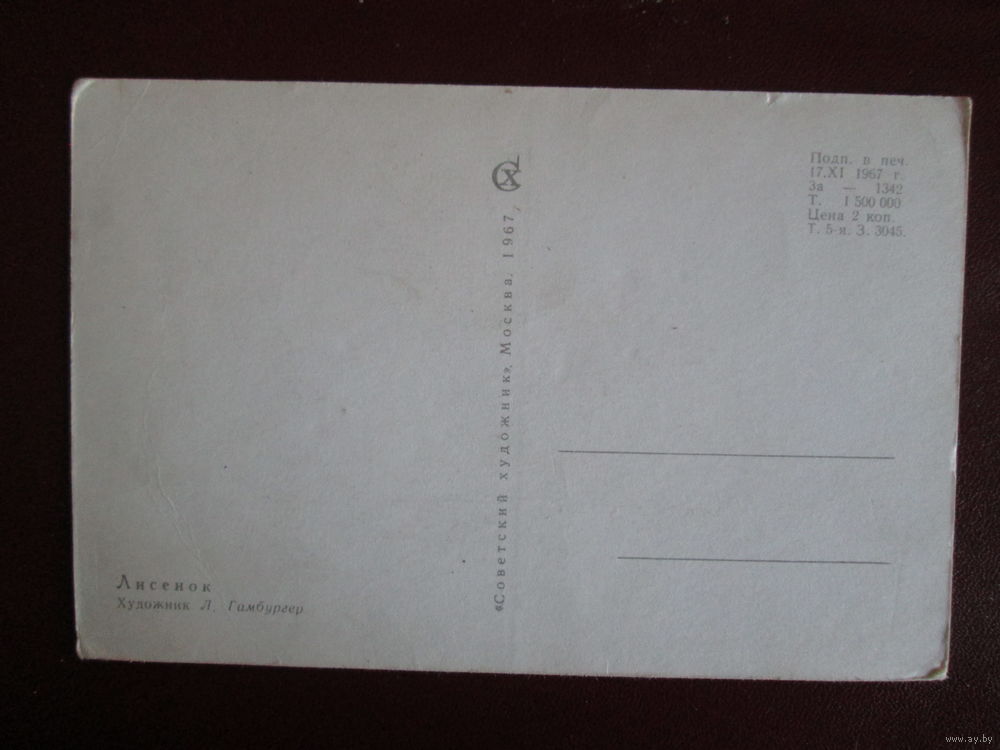 Подп. в печ.
17.XI 1967 г.
За — 1342
Т. 1 500 000
Цена 2 коп.
Т. 5-я. З. 3045.
СХ
«Советский художник». Москва. 1967
Лисенок
Художник Л. Гамбургер
www.ay.by